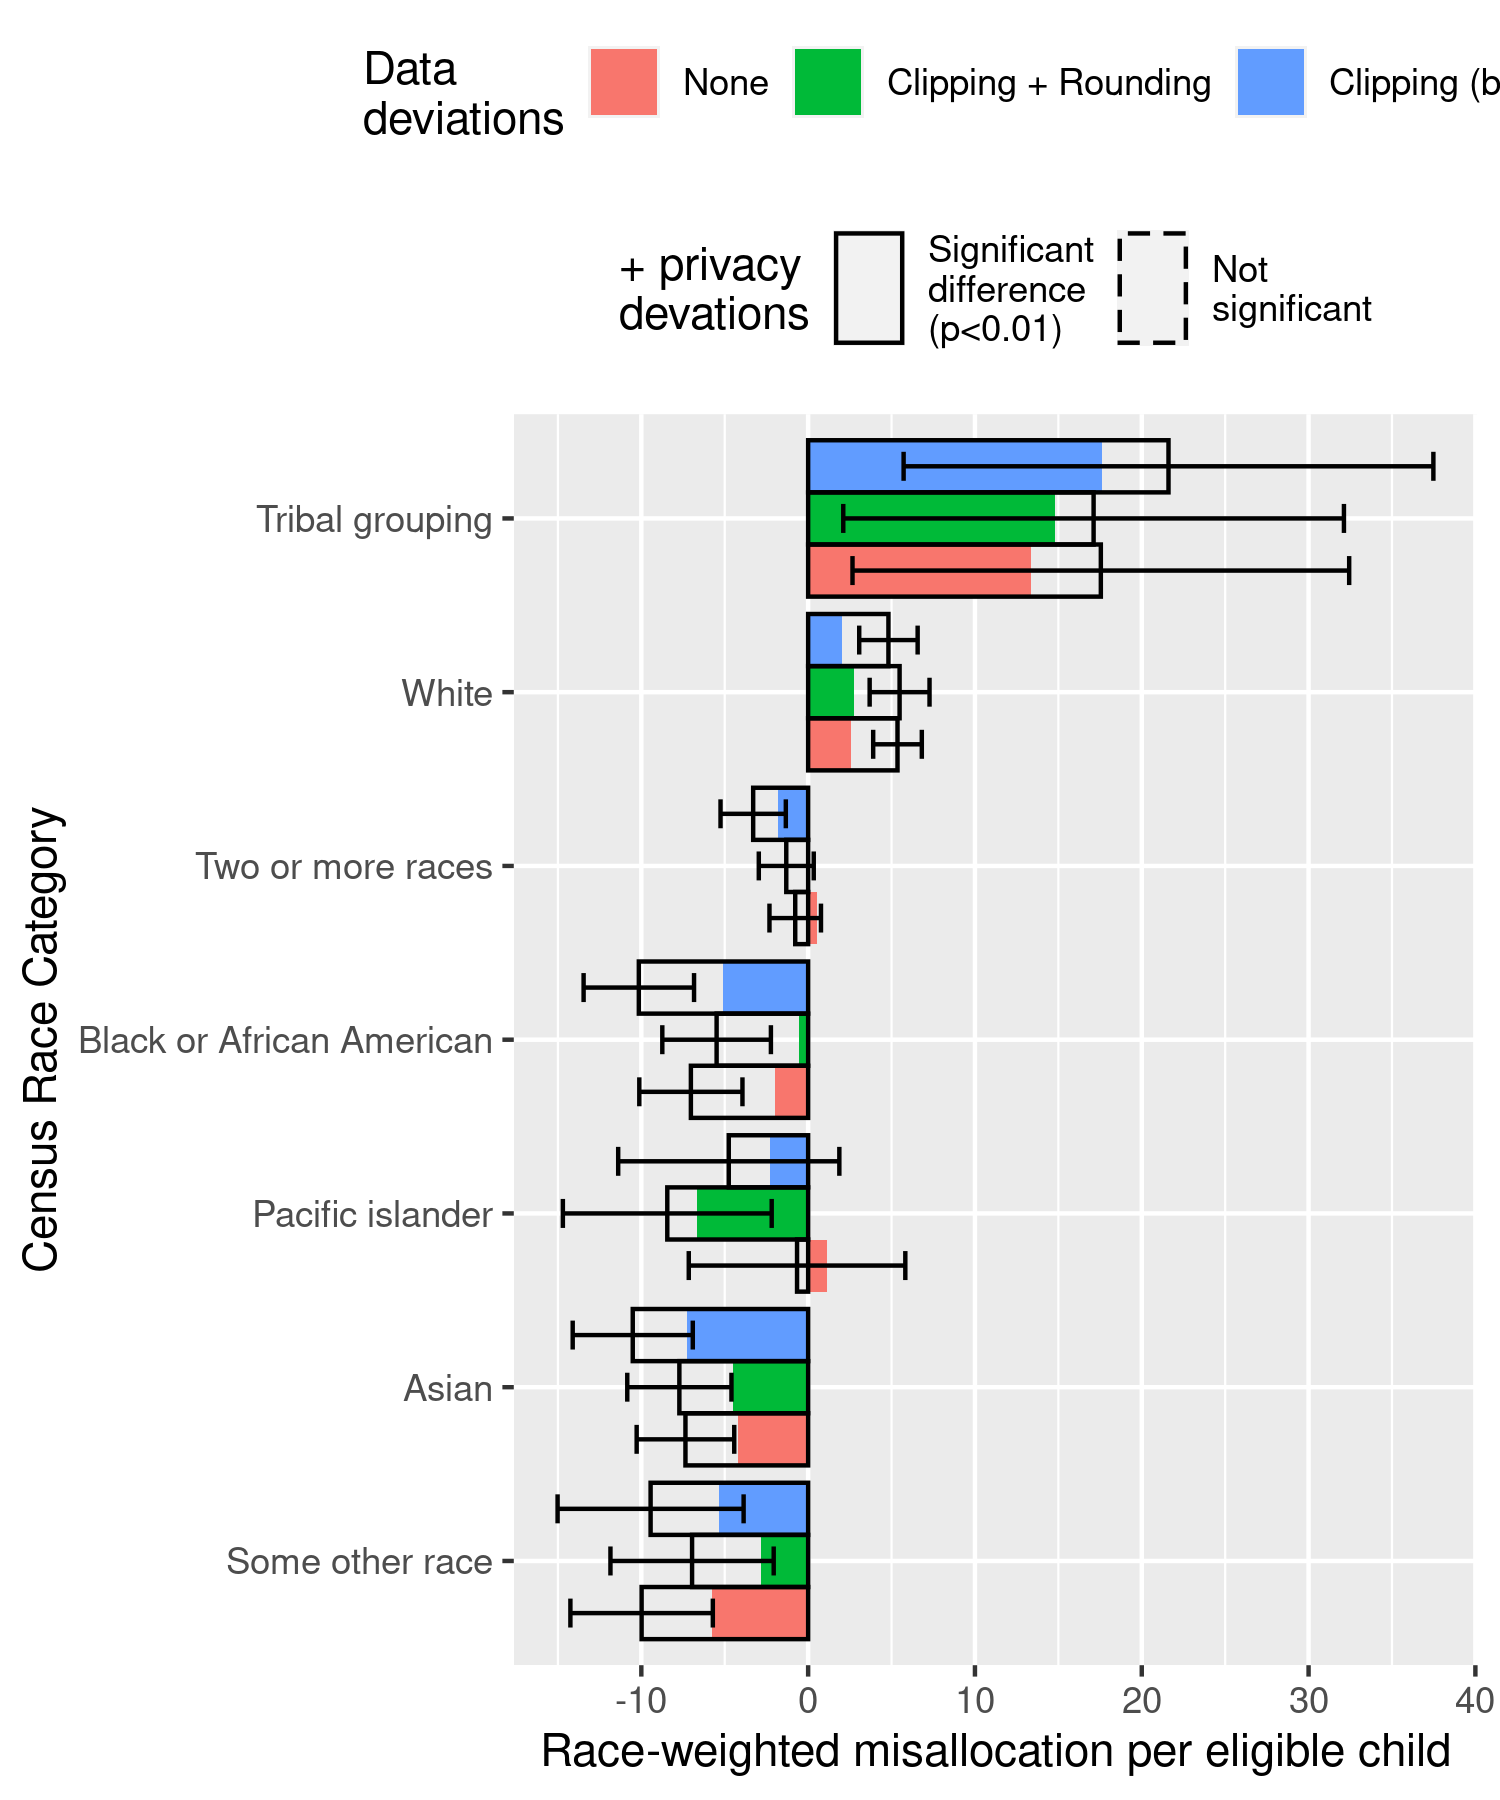 Data
deviations
None
Clipping + Rounding
Clipping (b
+ privacy
devations
Significant
difference
(p<0.01)
Not
significant
Census Race Category
Tribal grouping
White
Two or more races
Black or African American
Pacific islander
Asian
Some other race
-10 0 10 20 30 40
Race-weighted misallocation per eligible child